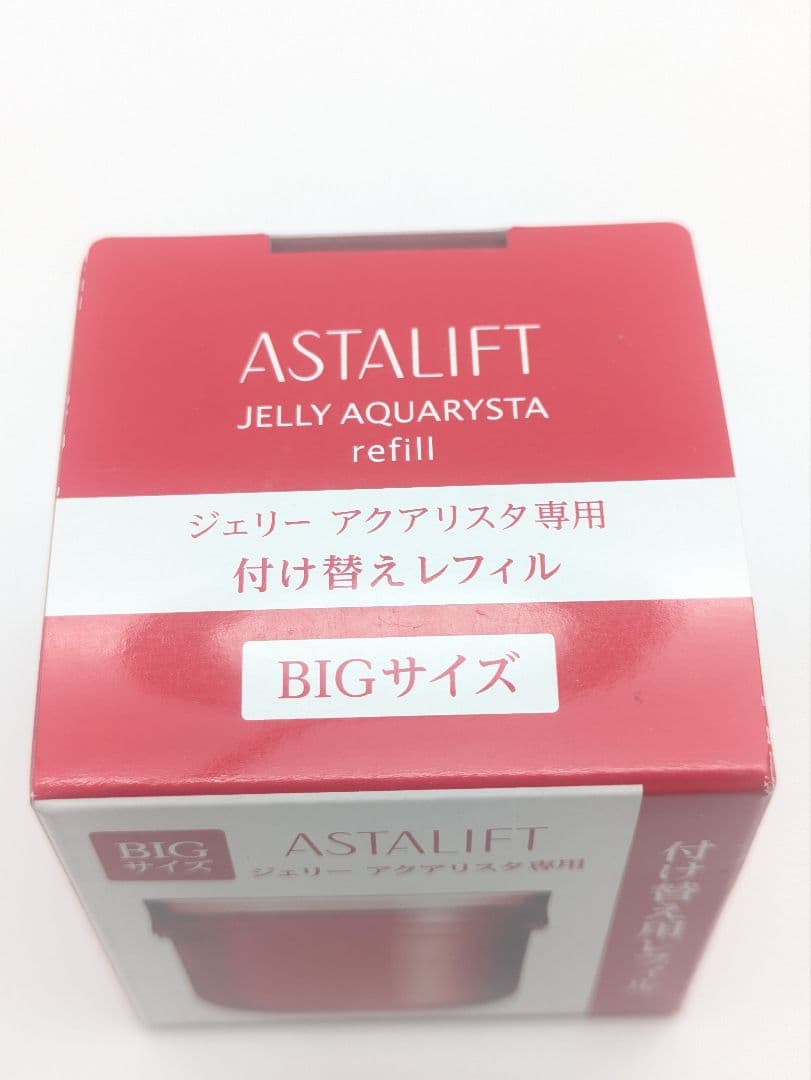 ASTALIFT
JELLY AQUARYSTA
refill
ジェリー アクアリスタ専用
付け替えレフィル
BIGサイズ
BIG
サイズ
ASTALIFT
ジェリー アクアリスタ専用
付け替え用レフィル